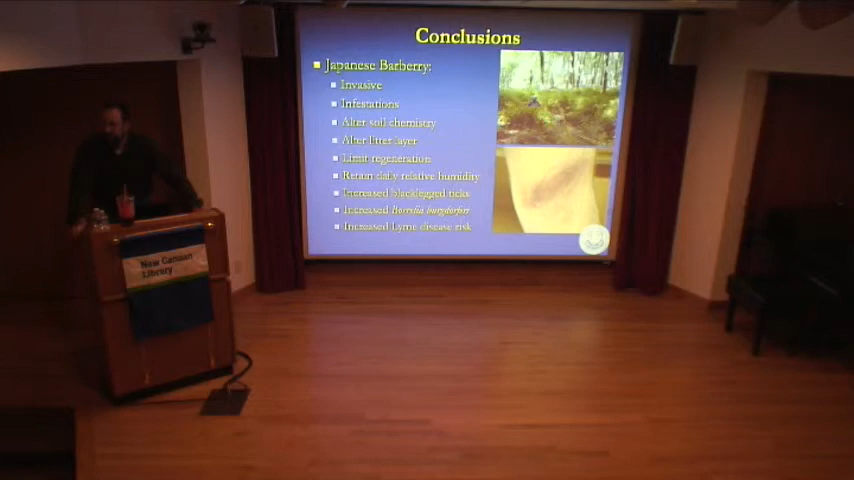 Conclusions
Japanese Barberry:
Invasive
Infestations
Alter soil chemistry
Alter litter layer
Limit regeneration
Retain daily relative humidity
Increased blacklegged ticks
Increased Borrelia burgdorferi
Increased Lyme disease risk
New Canaan
Library